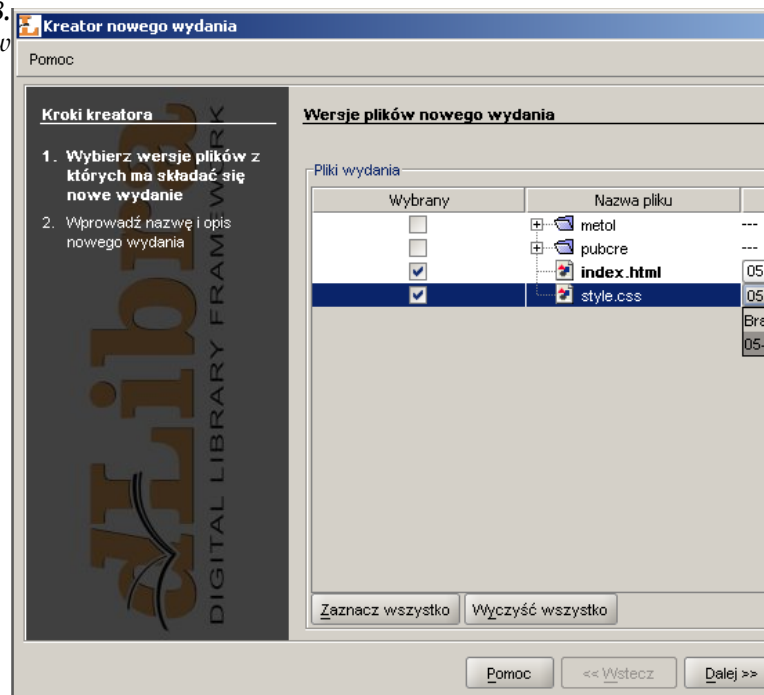 3.
w
Kreator nowego wydania
Pomoc
Kroki kreatora
1. Wybierz wersje plików z
których ma składać się
nowe wydanie
2. Wprowadź nazwę i opis
nowego wydania
dLibra
DIGITAL LIBRARY FRAMEWORK
Wersje plików nowego wydania
Pliki wydania
Wybrany Nazwa pliku
metol ---
pubcre ---
index.html 05
style.css 05
Bra
05-
Zaznacz wszystko Wyczyść wszystko
Pomoc << Wstecz Dalej >>